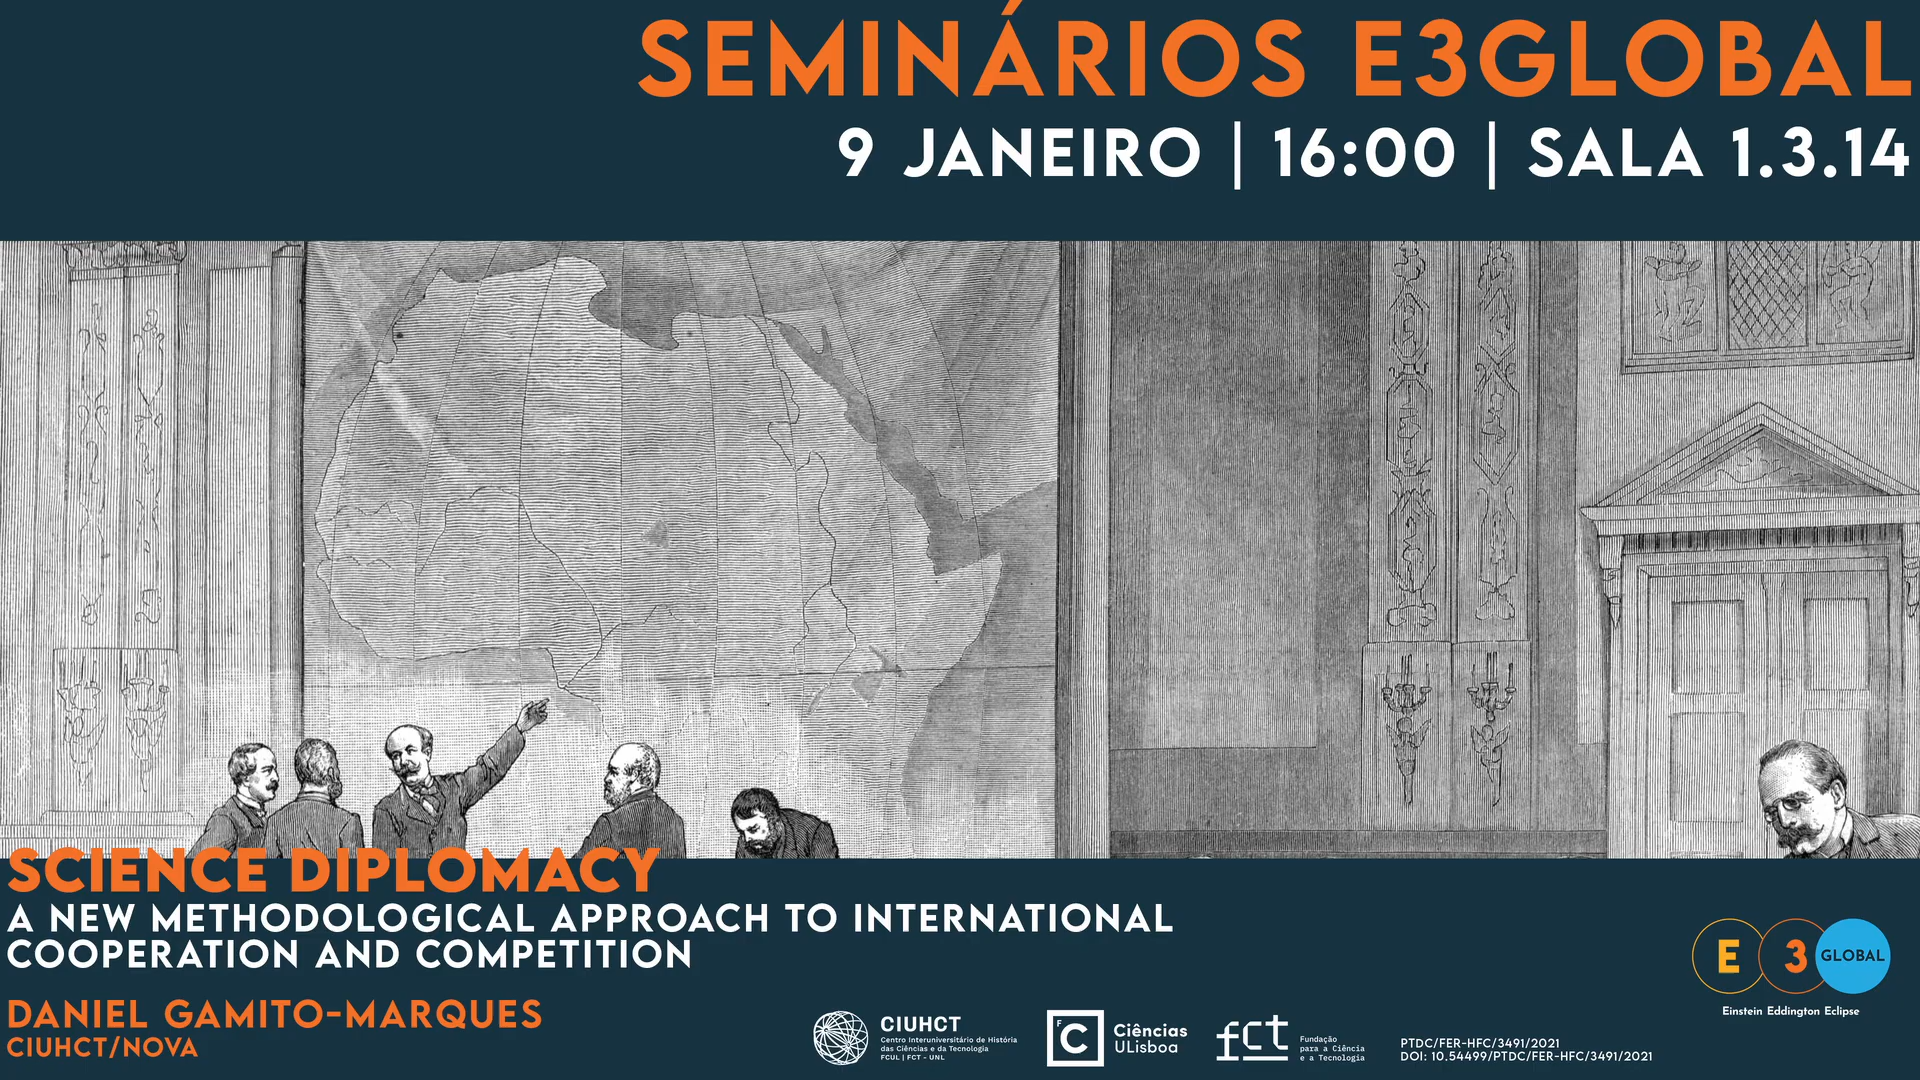 SEMINÁRIOS E3GLOBAL
9 JANEIRO | 16:00 | SALA 1.3.14
SCIENCE DIPLOMACY
A NEW METHODOLOGICAL APPROACH TO INTERNATIONAL
COOPERATION AND COMPETITION
DANIEL GAMITO-MARQUES
CIUHCT/NOVA
CIUHCT
Centro Interuniversitário de História
das Ciências e da Tecnologia
FCUL | FCT - UNL
F
C
Ciências
ULisboa
fct
Fundação
para a Ciência
e a Tecnologia
PTDC/FER-HFC/3491/2021
DOI: 10.54499/PTDC/FER-HFC/3491/2021
E 3 GLOBAL
Einstein Eddington Eclipse